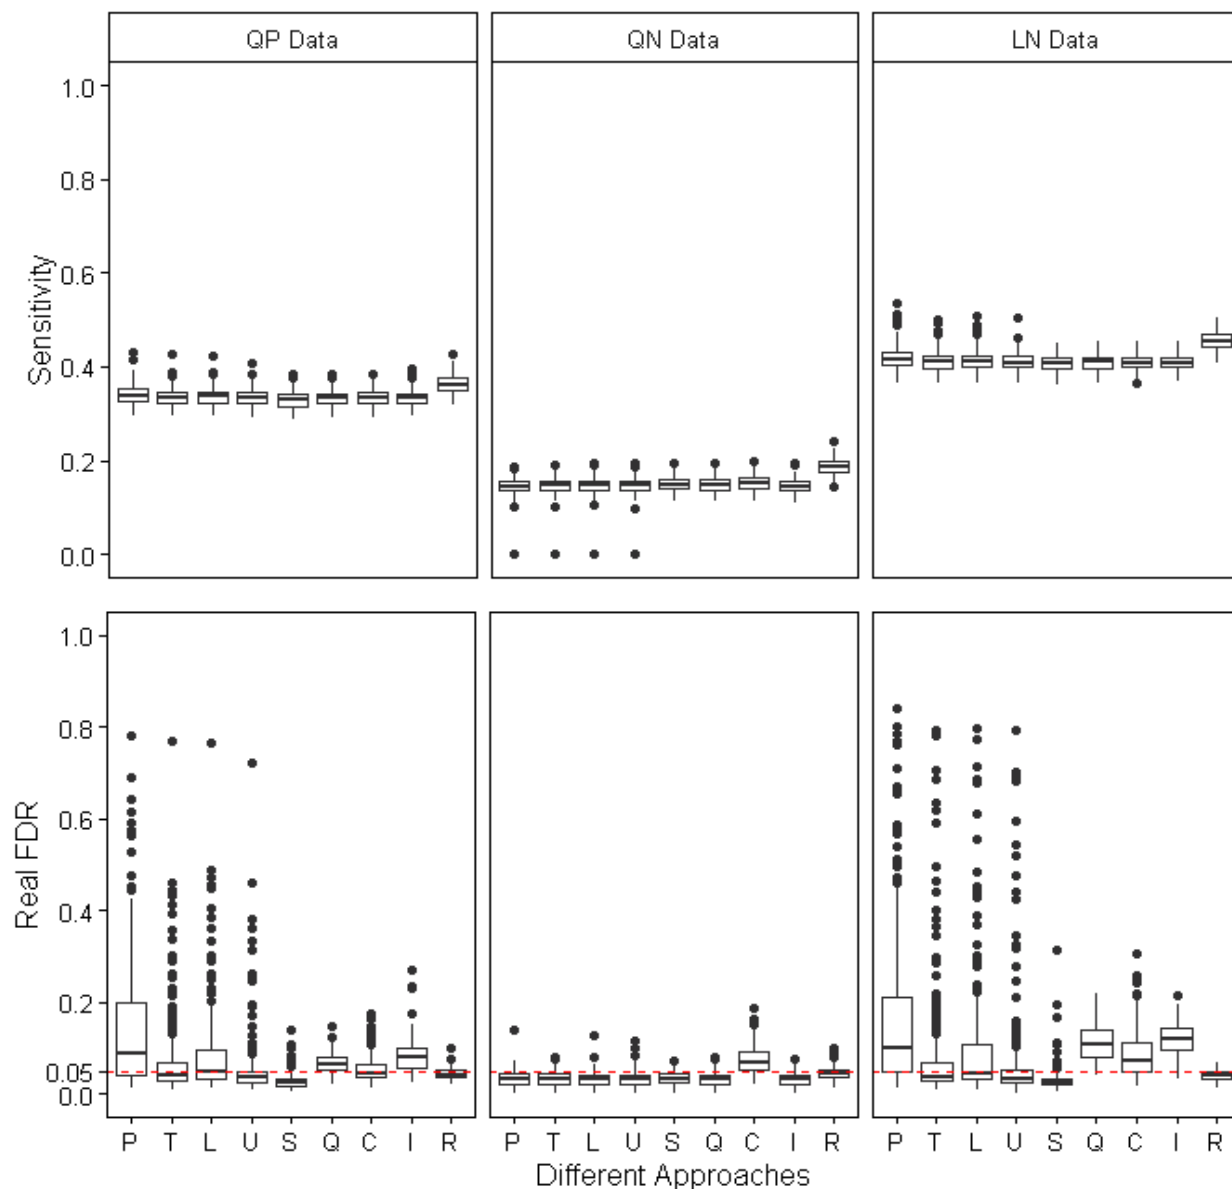 QP Data QN Data LN Data
1.0
0.8
0.6
0.4
0.2
0.0
Sensitivity
1.0
0.8
0.6
0.4
0.2
0.05
0.0
Real FDR
P T L U S Q C I R P T L U S Q C I R P T L U S Q C I R
Different Approaches